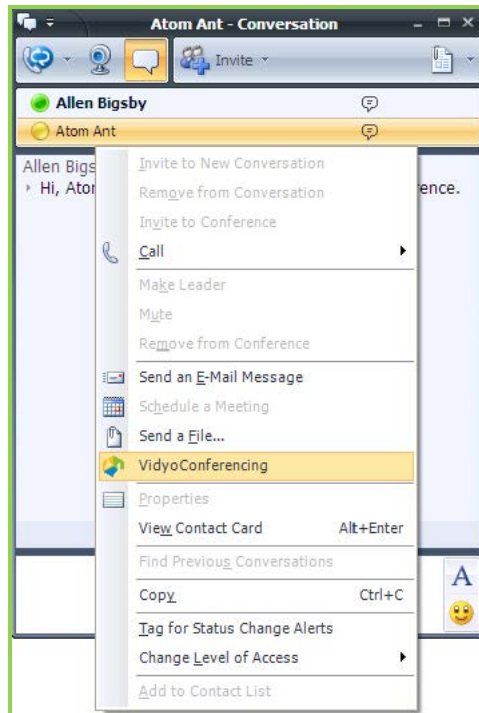 Atom Ant - Conversation
Invite
Allen Bigsby
Atom Ant
Allen Bigs
Hi, Ator ence.
Invite to New Conversation
Remove from Conversation
Invite to Conference
Call
Make Leader
Mute
Remove from Conference
Send an E-Mail Message
Schedule a Meeting
Send a File...
VidyoConferencing
Properties
View Contact Card Alt+Enter
Find Previous Conversations
Copy Ctrl+C
Tag for Status Change Alerts
Change Level of Access
Add to Contact List
A